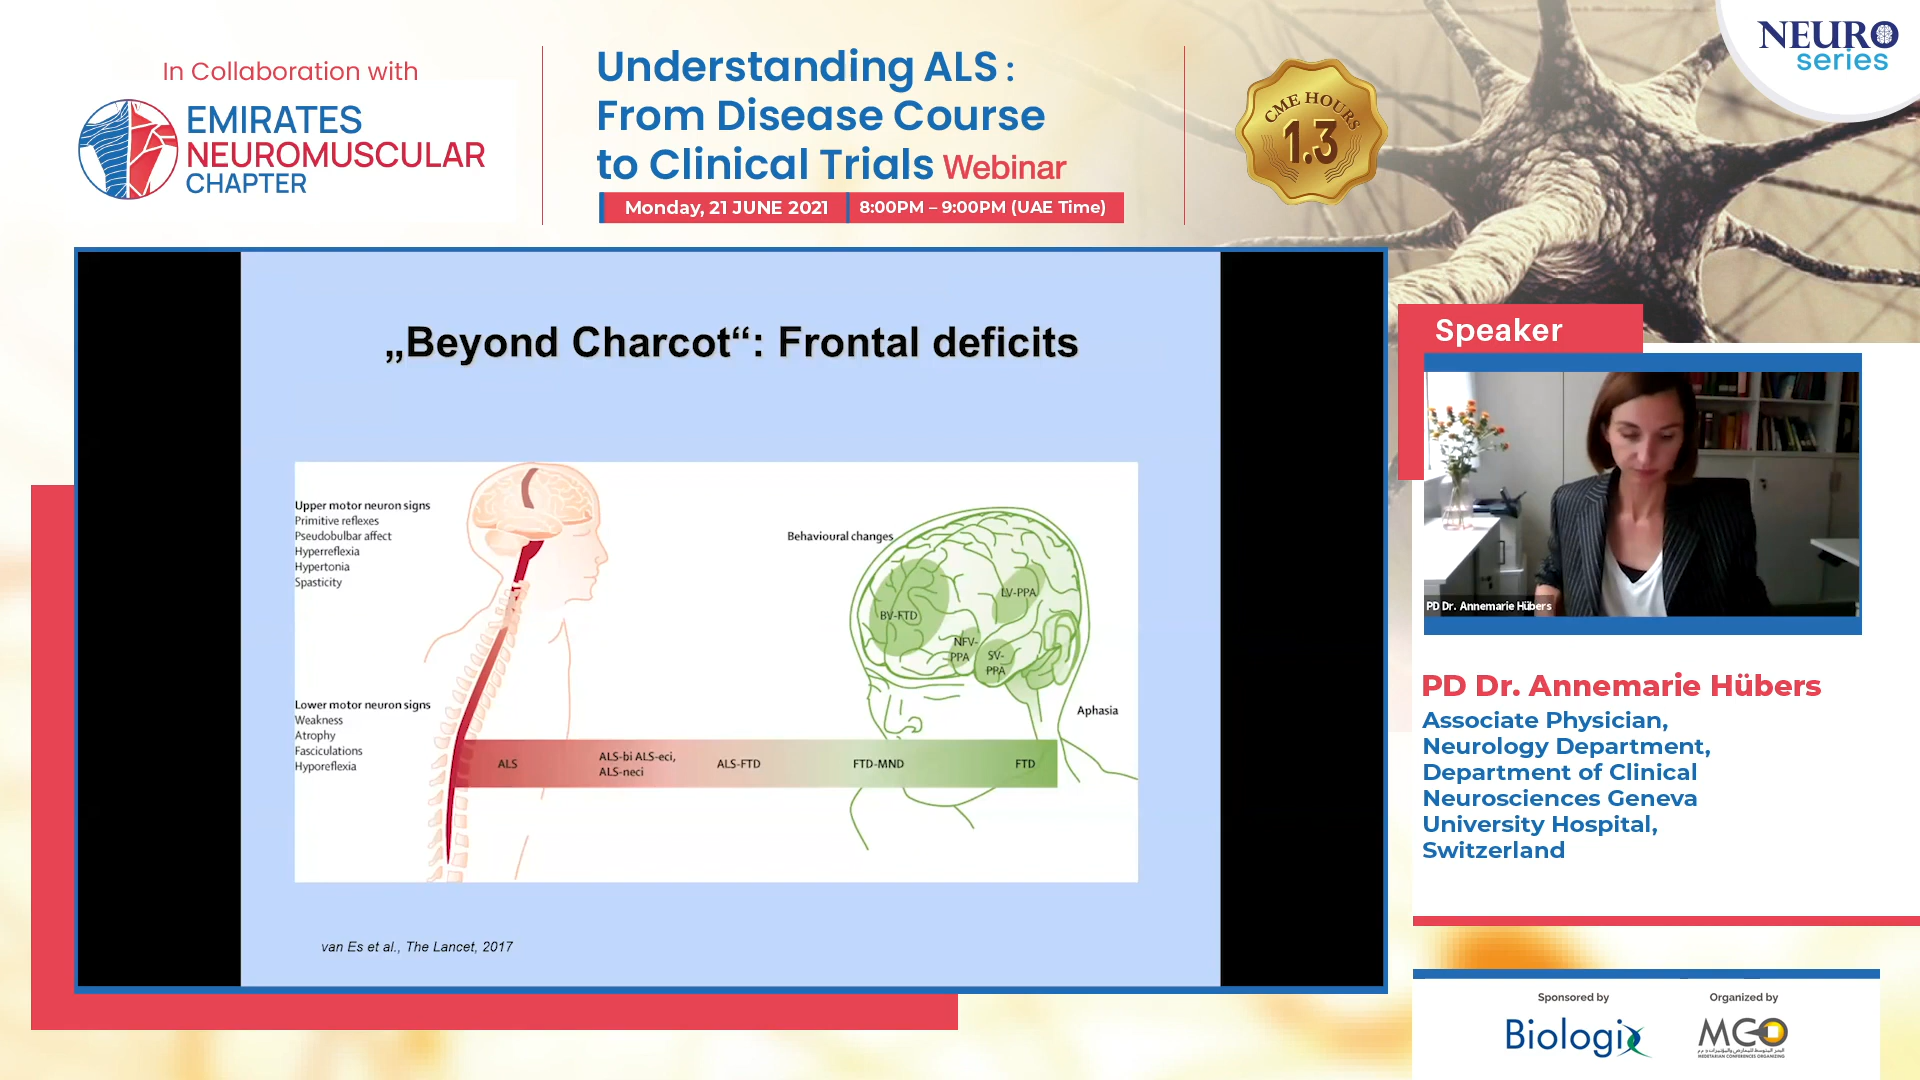 In Collaboration with
EMIRATES
NEUROMUSCULAR
CHAPTER
Understanding ALS :
From Disease Course
to Clinical Trials Webinar
Monday, 21 JUNE 2021
8:00PM – 9:00PM (UAE Time)
CME HOURS
1.3
NEURO
series
„Beyond Charcot“: Frontal deficits
Upper motor neuron signs
Primitive reflexes
Pseudobulbar affect
Hyperreflexia
Hypertonia
Spasticity
Lower motor neuron signs
Weakness
Atrophy
Fasciculations
Hyporeflexia
Behavioural changes
BV-FTD
LV-PPA
NFV-
PPA
SV-
PPA
Aphasia
ALS
ALS-bi ALS-eci,
ALS-neci
ALS-FTD
FTD-MND
FTD
van Es et al., The Lancet, 2017
Speaker
PD Dr. Annemarie Hübers
PD Dr. Annemarie Hübers
Associate Physician,
Neurology Department,
Department of Clinical
Neurosciences Geneva
University Hospital,
Switzerland
Sponsored by
Biologix
Organized by
MCO